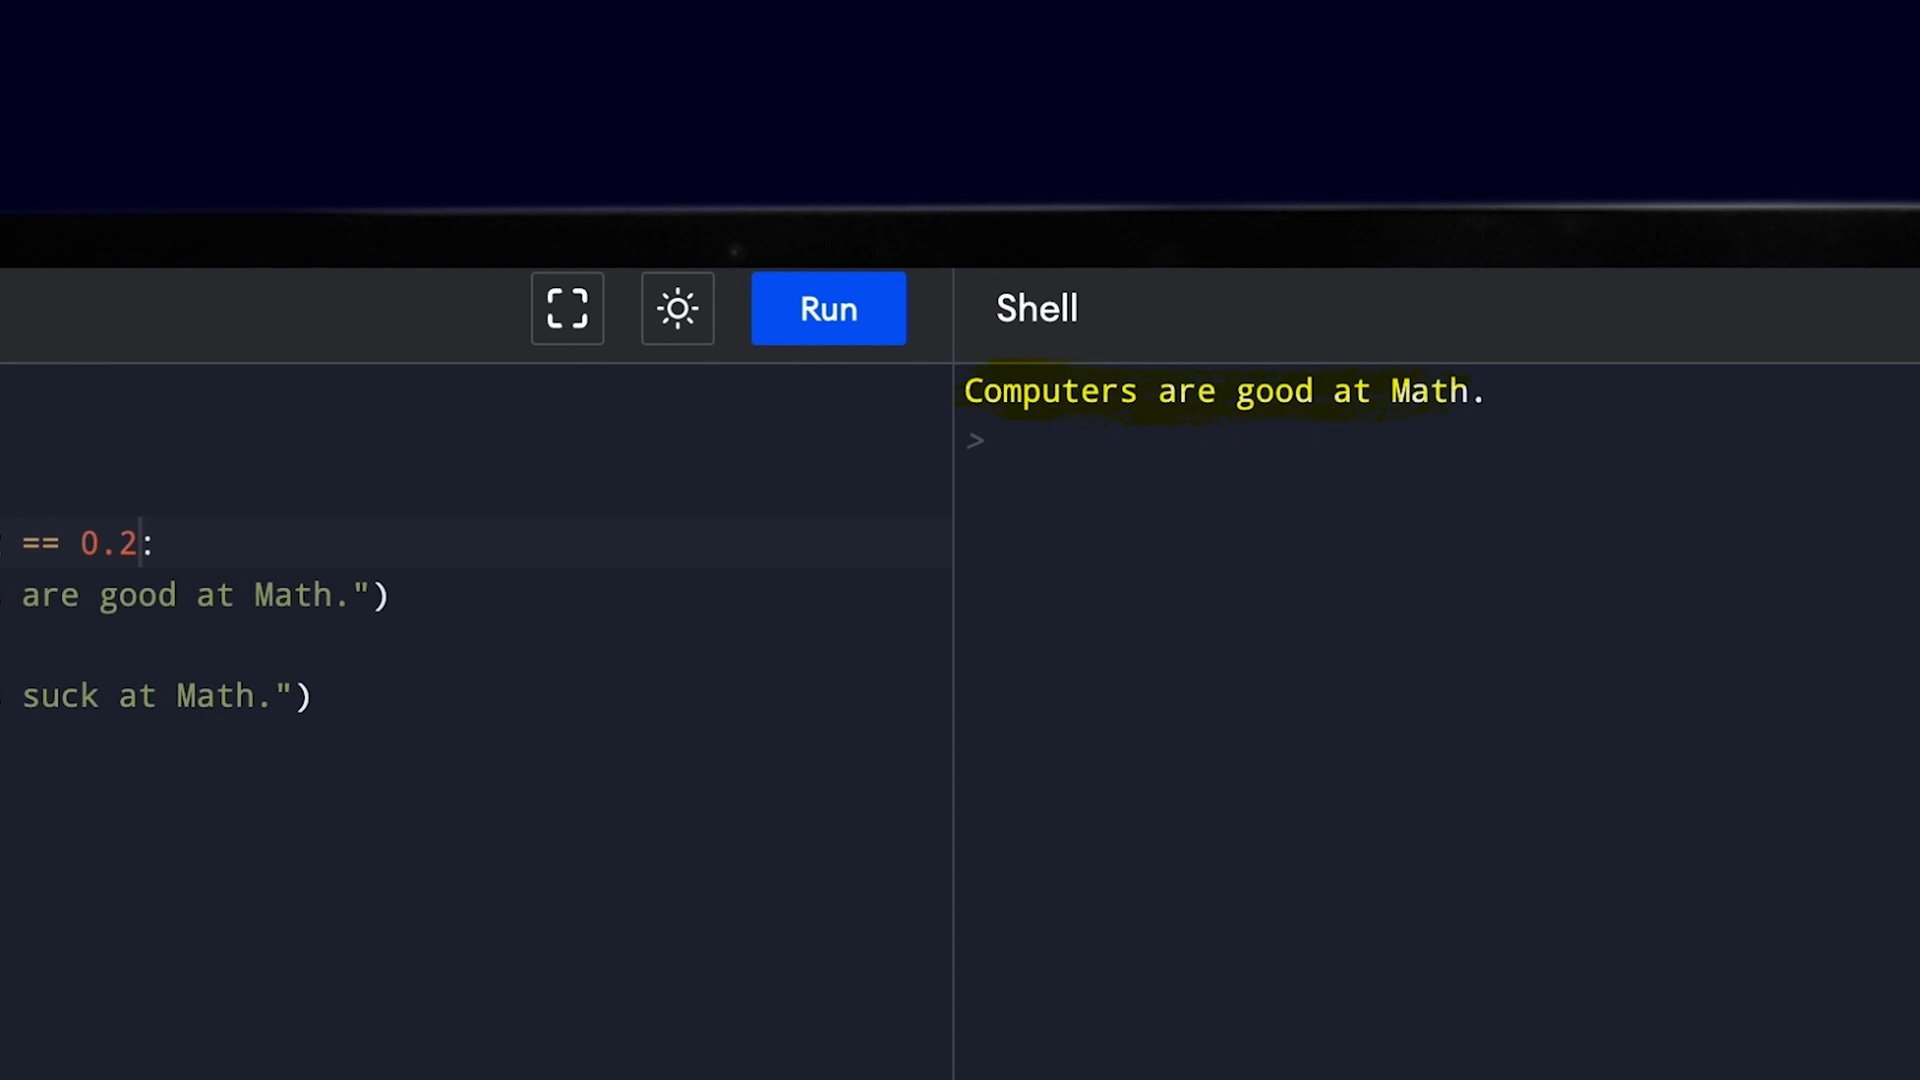 Run
Shell
Computers are good at Math.
>
== 0.2:
are good at Math.")
suck at Math.")